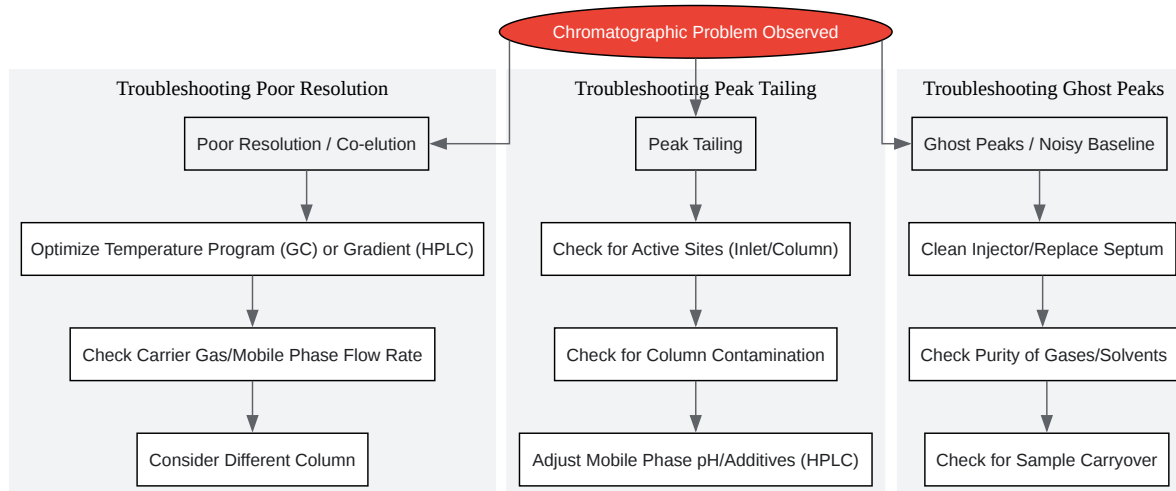 Chromatographic Problem Observed
Troubleshooting Poor Resolution
Poor Resolution / Co-elution
Optimize Temperature Program (GC) or Gradient (HPLC)
Check Carrier Gas/Mobile Phase Flow Rate
Consider Different Column
Troubleshooting Peak Tailing
Peak Tailing
Check for Active Sites (Inlet/Column)
Check for Column Contamination
Adjust Mobile Phase pH/Additives (HPLC)
Troubleshooting Ghost Peaks
Ghost Peaks / Noisy Baseline
Clean Injector/Replace Septum
Check Purity of Gases/Solvents
Check for Sample Carryover